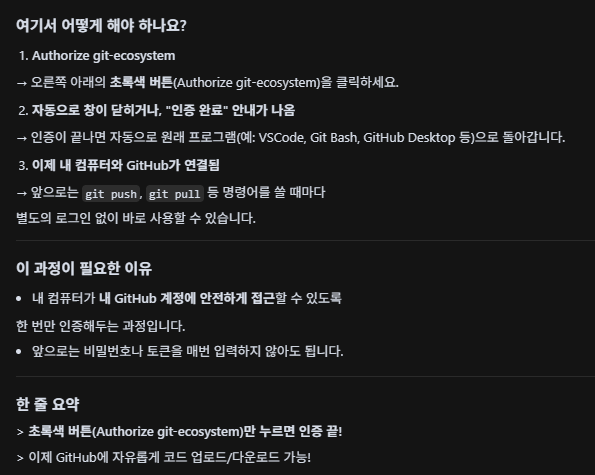 여기서 어떻게 해야 하나요?
1. Authorize git-ecosystem
→ 오른쪽 아래의 초록색 버튼(Authorize git-ecosystem)을 클릭하세요.
2. 자동으로 창이 닫히거나, "인증 완료" 안내가 나옴
→ 인증이 끝나면 자동으로 원래 프로그램(예: VSCode, Git Bash, GitHub Desktop 등)으로 돌아갑니다.
3. 이제 내 컴퓨터와 GitHub가 연결됨
→ 앞으로는 git push, git pull 등 명령어를 쓸 때마다
별도의 로그인 없이 바로 사용할 수 있습니다.
이 과정이 필요한 이유
• 내 컴퓨터가 내 GitHub 계정에 안전하게 접근할 수 있도록
한 번만 인증해두는 과정입니다.
• 앞으로는 비밀번호나 토큰을 매번 입력하지 않아도 됩니다.
한 줄 요약
> 초록색 버튼(Authorize git-ecosystem)만 누르면 인증 끝!
> 이제 GitHub에 자유롭게 코드 업로드/다운로드 가능!